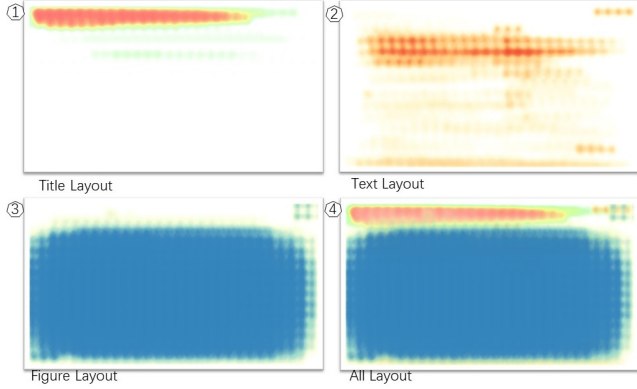 ①
②
Title Layout
Text Layout
③
④
Figure Layout
All Layout